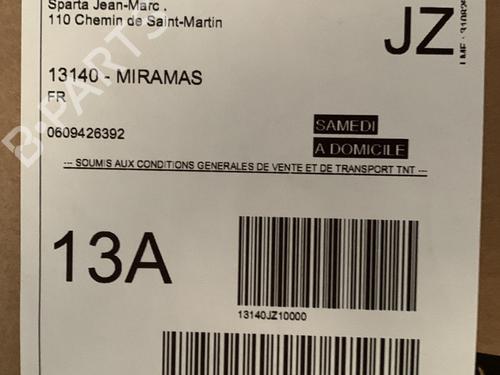 Sparta Jean-Marc .
110 Chemin de Saint-Martin
JZ
13140 - MIRAMAS
FR
0609426392
SAMEDI
A DOMICILE
--- SOUMIS AUX CONDITIONS GENERALES DE VENTE ET DE TRANSPORT TNT ---
13A
13140JZ10000
B-PARTS